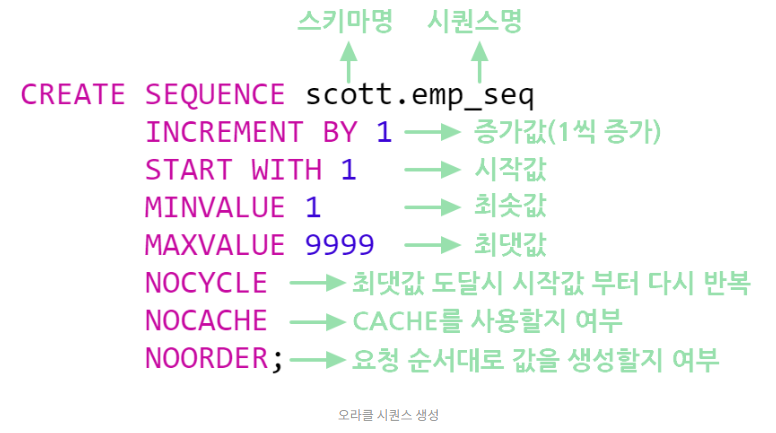 스키마명 시퀀스명
CREATE SEQUENCE scott.emp_seq
INCREMENT BY 1 증가값(1씩 증가)
START WITH 1 시작값
MINVALUE 1 최솟값
MAXVALUE 9999 최댓값
NOCYCLE 최댓값 도달시 시작값 부터 다시 반복
NOCACHE CACHE를 사용할지 여부
NOORDER; 요청 순서대로 값을 생성할지 여부
오라클 시퀀스 생성